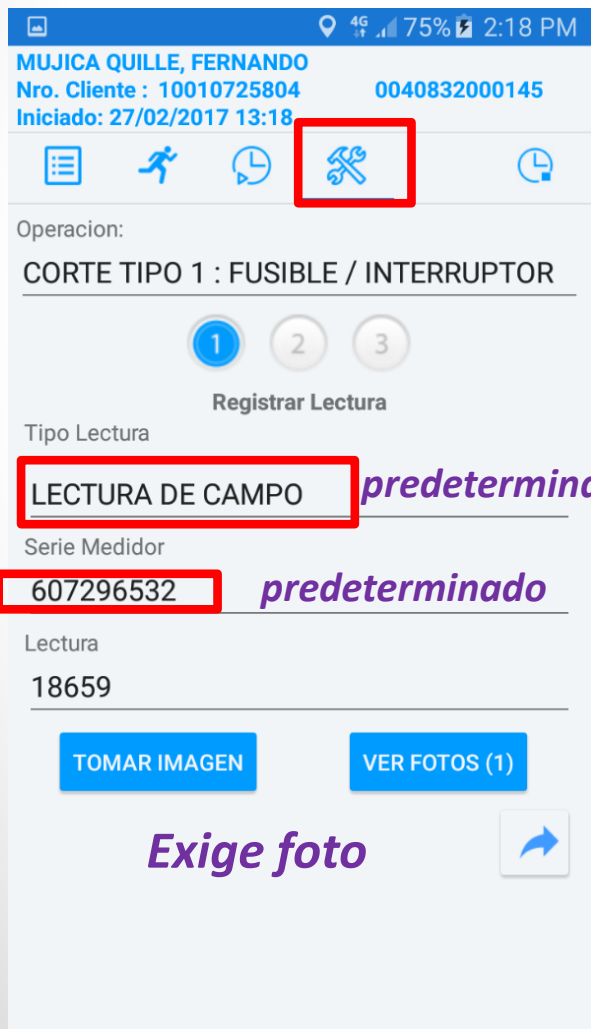 4G 75% 2:18 PM
MUJICA QUILLE, FERNANDO
Nro. Cliente : 10010725804 0040832000145
Iniciado: 27/02/2017 13:18
Operacion:
CORTE TIPO 1 : FUSIBLE / INTERRUPTOR
1 2 3
Registrar Lectura
Tipo Lectura
LECTURA DE CAMPO predetermina
Serie Medidor
607296532 predeterminado
Lectura
18659
TOMAR IMAGEN VER FOTOS (1)
Exige foto